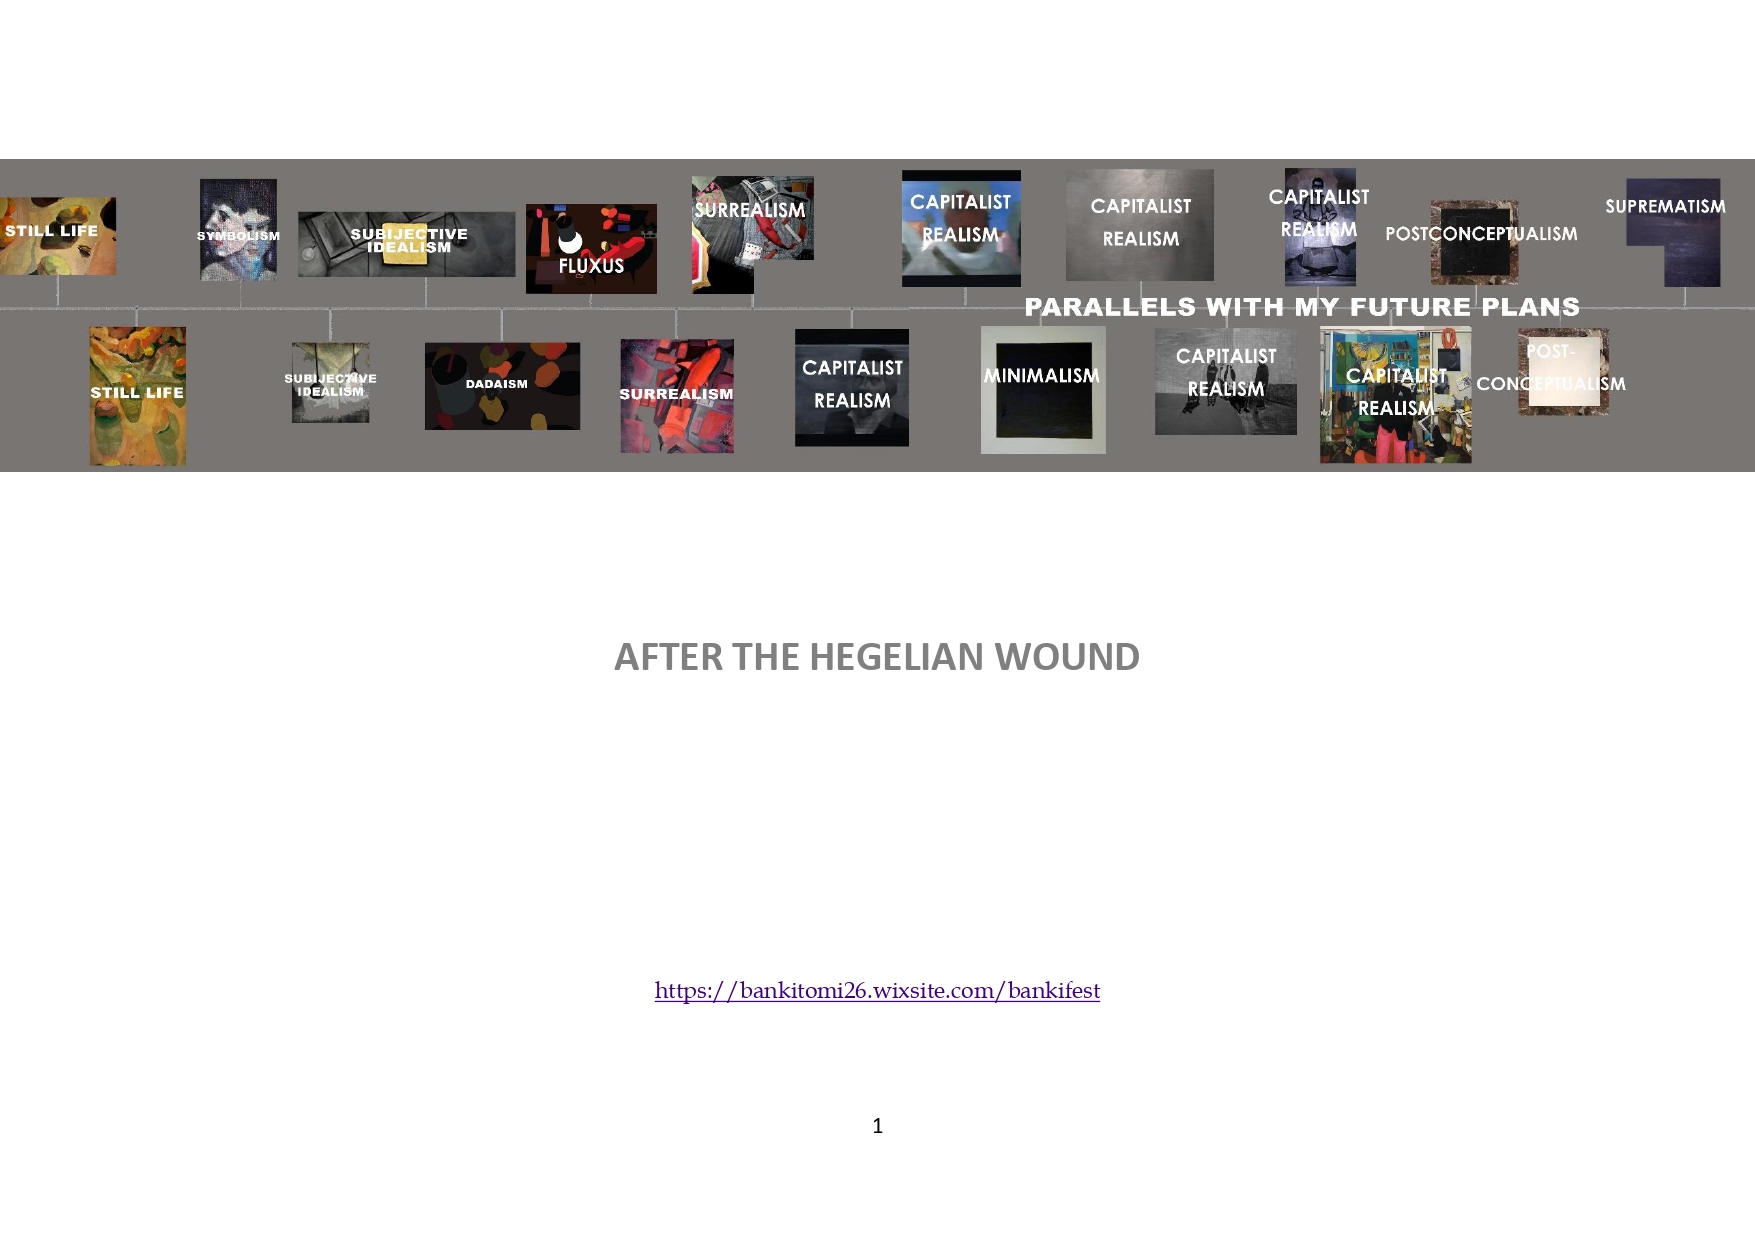 STILL LIFE
SYMBOLISM
SUBIJECTIVE
IDEALISM
FLUXUS
SURREALISM
CAPITALIST
REALISM
CAPITALIST
REALISM
CAPITALIST
REALISM
POSTCONCEPTUALISM
SUPREMATISM
PARALLELS WITH MY FUTURE PLANS
STILL LIFE
SUBIJECTIVE
IDEALISM
DADAISM
SURREALISM
CAPITALIST
REALISM
MINIMALISM
CAPITALIST
REALISM
CAPITALIST
REALISM
POST-
CONCEPTUALISM
AFTER THE HEGELIAN WOUND
https://bankitomi26.wixsite.com/bankifest
1